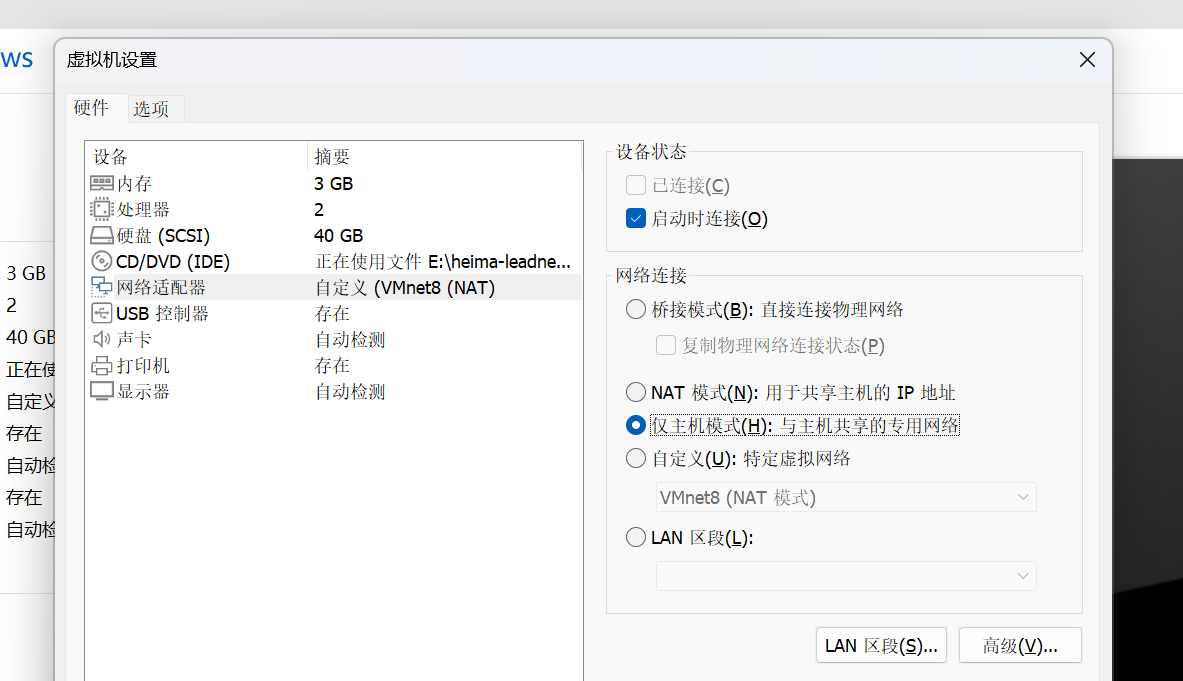 WS
虚拟机设置
硬件 选项
设备 摘要
内存 3 GB
处理器 2
硬盘 (SCSI) 40 GB
CD/DVD (IDE) 正在使用文件 E:\heima-leadne...
网络适配器 自定义 (VMnet8 (NAT)
USB 控制器 存在
声卡 自动检测
打印机 存在
显示器 自动检测
设备状态
已连接(C)
启动时连接(O)
网络连接
桥接模式(B): 直接连接物理网络
复制物理网络连接状态(P)
NAT 模式(N): 用于共享主机的 IP 地址
仅主机模式(H): 与主机共享的专用网络
自定义(U): 特定虚拟网络
VMnet8 (NAT 模式)
LAN 区段(L):
LAN 区段(S)... 高级(V)...
3 GB
2
40 GB
正在使
自定义
存在
自动检
存在
自动检